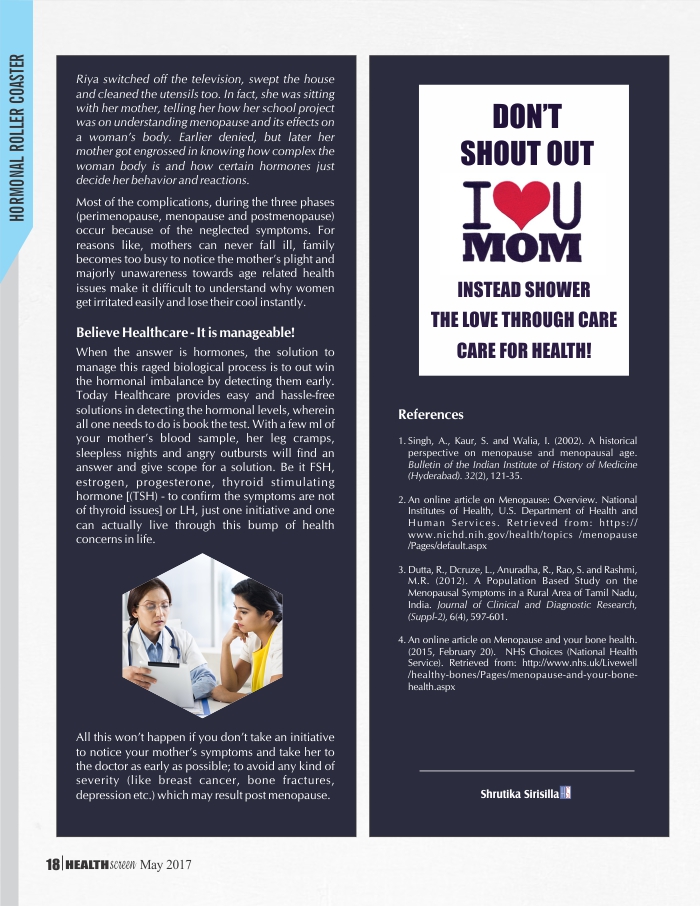 HORMONAL ROLLER COASTER
Riya switched off the television, swept the house
and cleaned the utensils too. In fact, she was sitting
with her mother, telling her how her school project
was on understanding menopause and its effects on
a woman's body. Earlier denied, but later her
mother got engrossed in knowing how complex the
woman body is and how certain hormones just
decide her behavior and reactions.
Most of the complications, during the three phases
(perimenopause, menopause and postmenopause)
occur because of the neglected symptoms. For
reasons like, mothers can never fall ill, family
becomes too busy to notice the mother's plight and
majorly unawareness towards age related health
issues make it difficult to understand why women
get irritated easily and lose their cool instantly.
Believe Healthcare - It is manageable!
When the answer is hormones, the solution to
manage this raged biological process is to out win
the hormonal imbalance by detecting them early.
Today Healthcare provides easy and hassle-free
solutions in detecting the hormonal levels, wherein
all one needs to do is book the test. With a few ml of
your mother's blood sample, her leg cramps,
sleepless nights and angry outbursts will find an
answer and give scope for a solution. Be it FSH,
estrogen, progesterone, thyroid stimulating
hormone [(TSH) - to confirm the symptoms are not
of thyroid issues] or LH, just one initiative and one
can actually live through this bump of health
concerns in life.
All this won't happen if you don't take an initiative
to notice your mother's symptoms and take her to
the doctor as early as possible; to avoid any kind of
severity (like breast cancer, bone fractures,
depression etc.) which may result post menopause.
DON'T
SHOUT OUT
I ❤ U
MOM
INSTEAD SHOWER
THE LOVE THROUGH CARE
CARE FOR HEALTH!
References
1. Singh, A., Kaur, S. and Walia, I. (2002). A historical
perspective on menopause and menopausal age.
Bulletin of the Indian Institute of History of Medicine
(Hyderabad). 32(2), 121-35.
2. An online article on Menopause: Overview. National
Institutes of Health, U.S. Department of Health and
Human Services. Retrieved from: https://
www.nichd.nih.gov/health/topics /menopause
/Pages/default.aspx
3. Dutta, R., Dcruze, L., Anuradha, R., Rao, S. and Rashmi,
M.R. (2012). A Population Based Study on the
Menopausal Symptoms in a Rural Area of Tamil Nadu,
India. Journal of Clinical and Diagnostic Research,
(Suppl-2), 6(4), 597-601.
4. An online article on Menopause and your bone health.
(2015, February 20). NHS Choices (National Health
Service). Retrieved from: http://www.nhs.uk/Livewell
/healthy-bones/Pages/menopause-and-your-bone-
health.aspx
Shrutika Sirisilla
18 | HEALTHscreen May 2017